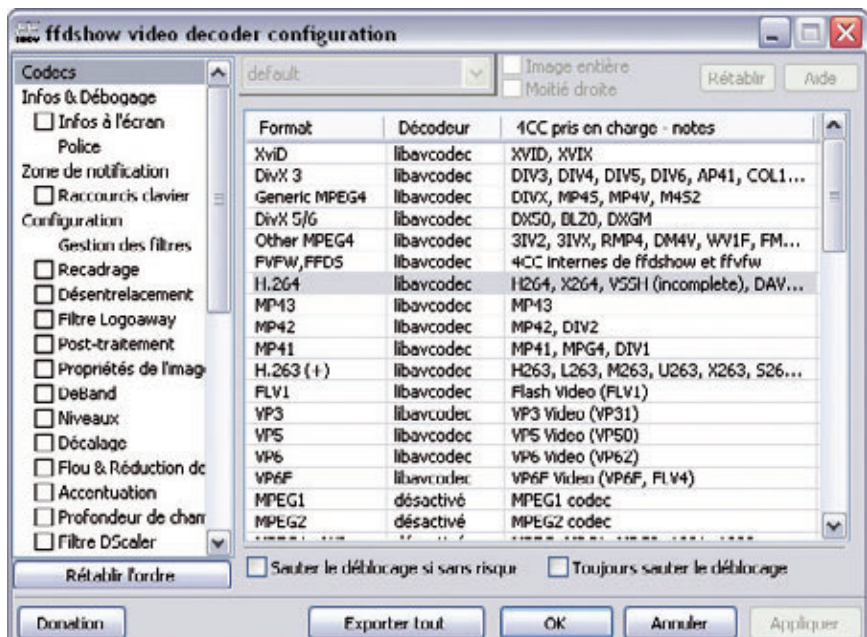 ffdshow video decoder configuration
Codecs
Infos & Débogage
Infos à l'écran
Police
Zone de notification
Raccourcis clavier
Configuration
Gestion des filtres
Recadrage
Désentrelacement
Filtre Logoaway
Post-traitement
Propriétés de l'imag
DeBand
Niveaux
Décalage
Flou & Réduction de
Accentuation
Profondeur de cham
Filtre DScaler
Rétablir l'ordre
default
Image entière
Moitié droite
Rétablir
Aide
Format Décodeur 4CC pris en charge - notes
XviD libavcodec XVID, XVIX
DivX 3 libavcodec DIV3, DIV4, DIV5, DIV6, AP41, COL1...
Generic MPEG4 libavcodec DIVX, MP4S, MP4V, M4S2
DivX 5/6 libavcodec DX50, BLZ0, DXGM
Other MPEG4 libavcodec 3IV2, 3IVX, RMP4, DM4V, WV1F, FM...
FVFW,FFDS libavcodec 4CC internes de ffdshow et ffvfw
H.264 libavcodec H264, X264, VSSH (incomplete), DAV...
MP43 libavcodec MP43
MP42 libavcodec MP42, DIV2
MP41 libavcodec MP41, MPG4, DIV1
H.263 (+) libavcodec H263, L263, M263, U263, X263, S26...
FLV1 libavcodec Flash Video (FLV1)
VP3 libavcodec VP3 Video (VP31)
VP5 libavcodec VP5 Video (VP50)
VP6 libavcodec VP6 Video (VP62)
VP6F libavcodec VP6F Video (VP6F, FLV4)
MPEG1 désactivé MPEG1 codec
MPEG2 désactivé MPEG2 codec
Sauter le déblocage si sans risque
Toujours sauter le déblocage
Donation
Exporter tout
OK
Annuler
Appliquer